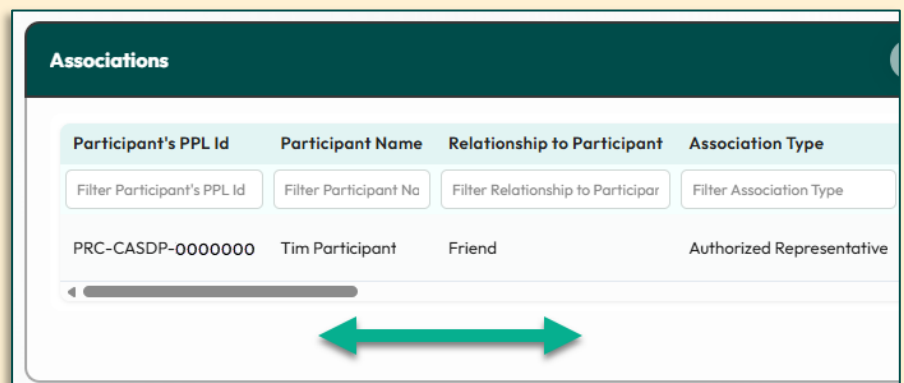 Associations
Participant's PPL Id Participant Name Relationship to Participant Association Type
Filter Participant's PPL Id Filter Participant Na Filter Relationship to Participar Filter Association Type
PRC-CASDP-0000000 Tim Participant Friend Authorized Representative